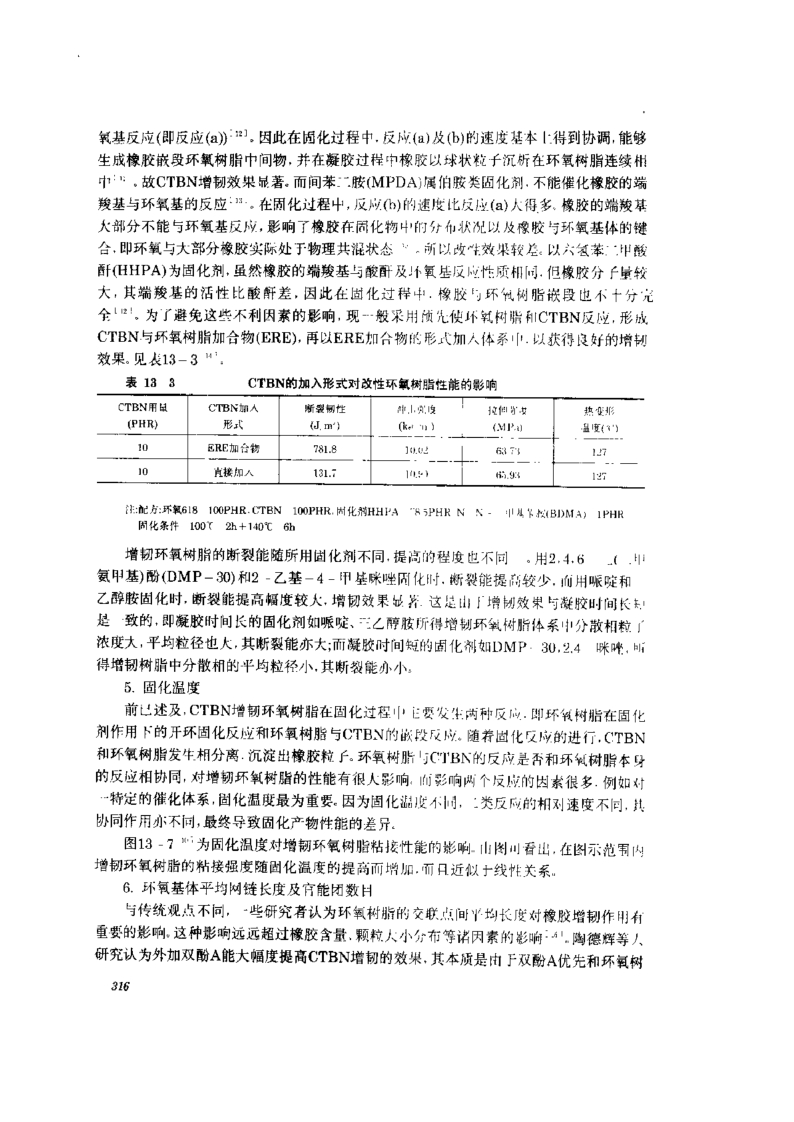 氧基反应(即反应(a))[12]。因此在固化过程中,反应(a)及(b)的速度基本上得到协调,能够
生成橡胶嵌段环氧树脂中间物,并在凝胶过程中橡胶以球状粒子沉析在环氧树脂连续相
中。故CTBN增韧效果显著。而间苯二胺(MPDA)属伯胺类固化剂,不能催化橡胶的端
羧基与环氧基的反应。在固化过程中,反应(b)的速度比反应(a)大得多。橡胶的端羧基
大部分不能与环氧基反应,影响了橡胶在固化物中的分布状况以及橡胶与环氧基体的键
合,即环氧与大部分橡胶实际处于物理共混状态,所以改性效果较差。以六氢苯二甲酸
酐(HHPA)为固化剂,虽然橡胶的端羧基与酸酐及环氧基反应性质相同,但橡胶分子量较
大,其端羧基的活性比酸酐差,因此在固化过程中,橡胶与环氧树脂嵌段也不十分完
全[12]。为了避免这些不利因素的影响,现一般采用预先使环氧树脂和CTBN反应,形成
CTBN与环氧树脂加合物(ERE),再以ERE加合物的形式加入体系中,以获得良好的增韧
效果。见表13-3。
表 13 3 CTBN的加入形式对改性环氧树脂性能的影响
CTBN用量 CTBN加入 断裂韧性 冲击强度 拉伸强度 热变形
(PHR) 形式 (J/m²) (MPa) 温度(℃)
10 ERE加合物 781.8 10.02 63.73 127
10 直接加入 131.7 65.93 127
注:配方:环氧618 100PHR,CTBN 100PHR,固化剂HHPA 78.5PHR N N- (BDMA) 1PHR
固化条件 100℃ 2h+140℃ 6h
增韧环氧树脂的断裂能随所用固化剂不同,提高的程度也不同。用2,4,6
氨甲基)酚(DMP-30)和2-乙基-4-甲基咪唑固化时,断裂能提高较少,而用哌啶和
乙醇胺固化时,断裂能提高幅度较大,增韧效果显著。这是由于增韧效果与凝胶时间长短
是一致的,即凝胶时间长的固化剂如哌啶、三乙醇胺所得增韧环氧树脂体系中分散相粒子
浓度大,平均粒径也大,其断裂能亦大;而凝胶时间短的固化剂如DMP-30,2.4 咪唑,所
得增韧树脂中分散相的平均粒径小,其断裂能亦小。
5. 固化温度
前已述及,CTBN增韧环氧树脂在固化过程中主要发生两种反应,即环氧树脂在固化
剂作用下的开环固化反应和环氧树脂与CTBN的嵌段反应。随着固化反应的进行,CTBN
和环氧树脂发生相分离,沉淀出橡胶粒子。环氧树脂与CTBN的反应是否和环氧树脂本身
的反应相协同,对增韧环氧树脂的性能有很大影响,而影响两个反应的因素很多,例如对
一特定的催化体系,固化温度最为重要。因为固化温度不同,二类反应的相对速度不同,其
协同作用亦不同,最终导致固化产物性能的差异。
图13-7为固化温度对增韧环氧树脂粘接性能的影响。由图可看出,在图示范围内
增韧环氧树脂的粘接强度随固化温度的提高而增加,而且近似于线性关系。
6. 环氧基体平均网链长度及官能团数目
与传统观点不同,一些研究者认为环氧树脂的交联点间平均长度对橡胶增韧作用有
重要的影响。这种影响远远超过橡胶含量,颗粒大小分布等诸因素的影响。陶德辉等人
研究认为外加双酚A能大幅度提高CTBN增韧的效果,其本质是由于双酚A优先和环氧树
316